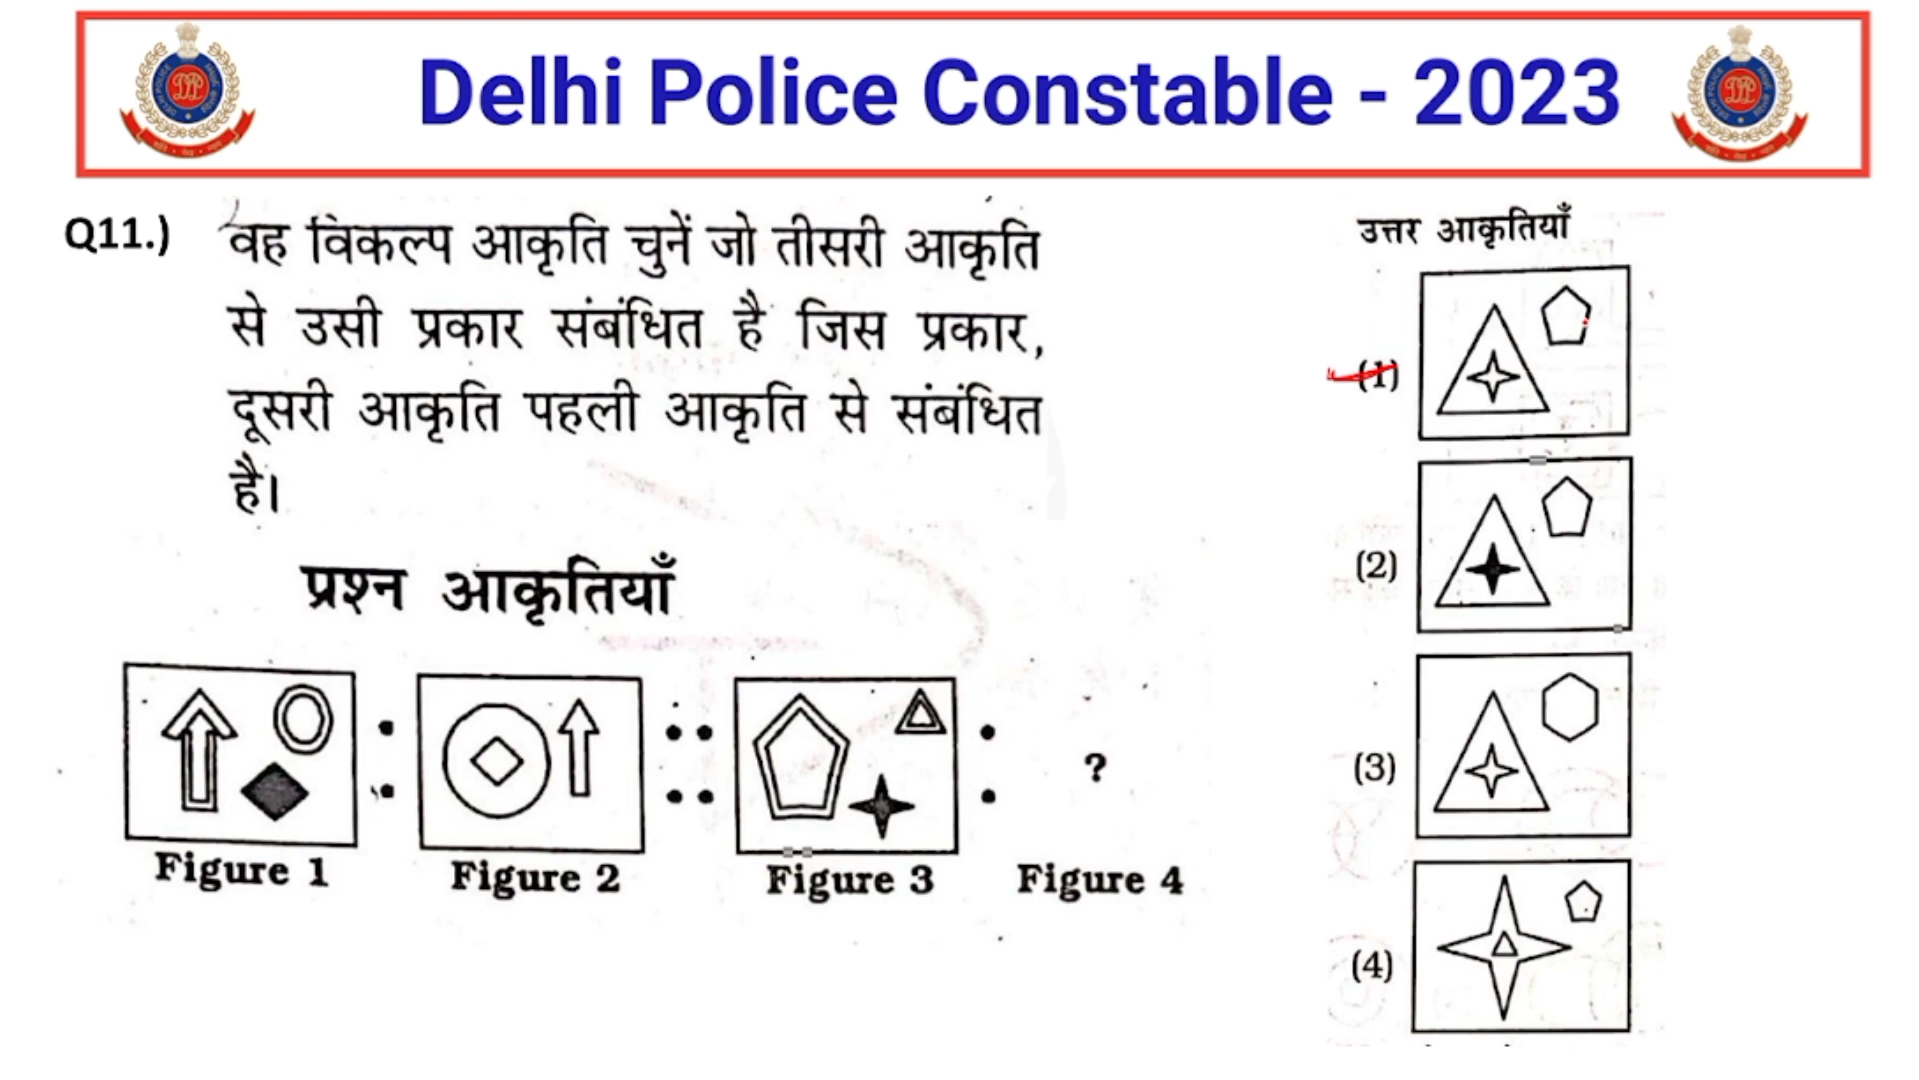 Delhi Police Constable - 2023
Q11.) वह विकल्प आकृति चुनें जो तीसरी आकृति
से उसी प्रकार संबंधित है जिस प्रकार,
दूसरी आकृति पहली आकृति से संबंधित
है।
प्रश्न आकृतियाँ
: :: : ?
Figure 1 Figure 2 Figure 3 Figure 4
उत्तर आकृतियाँ
(1)
(2)
(3)
(4)